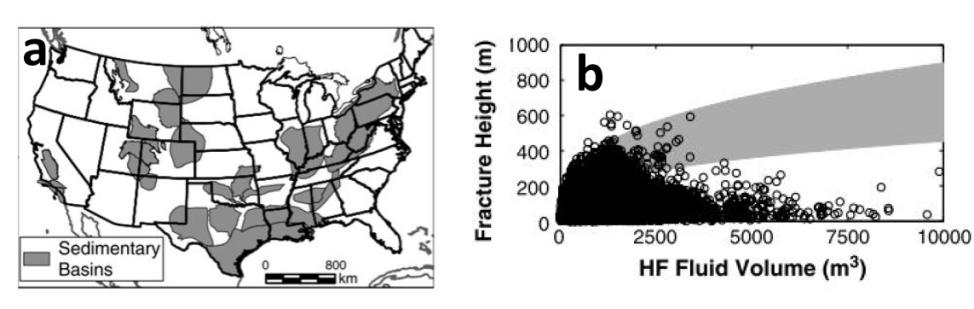 a
Sedimentary
Basins
0 800
km
b
Fracture Height (m)
1000
800
600
400
200
0
0 2500 5000 7500 10000
HF Fluid Volume (m³)